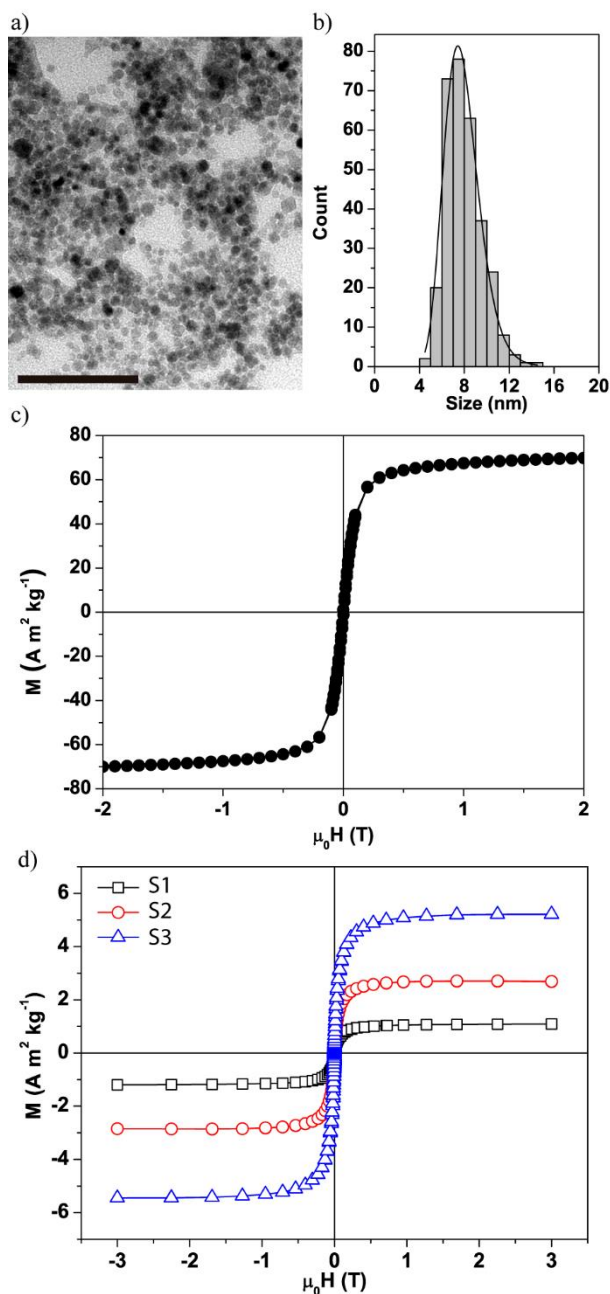 a)
b)
80
70
60
50
40
30
20
10
0
Count
0 4 8 12 16 20
Size (nm)
c)
80
60
40
20
0
-20
-40
-60
-80
M (A m² kg⁻¹)
-2 -1 0 1 2
μ₀H (T)
d)
S1
S2
S3
6
4
2
0
-2
-4
-6
M (A m² kg⁻¹)
-3 -2 -1 0 1 2 3
μ₀H (T)